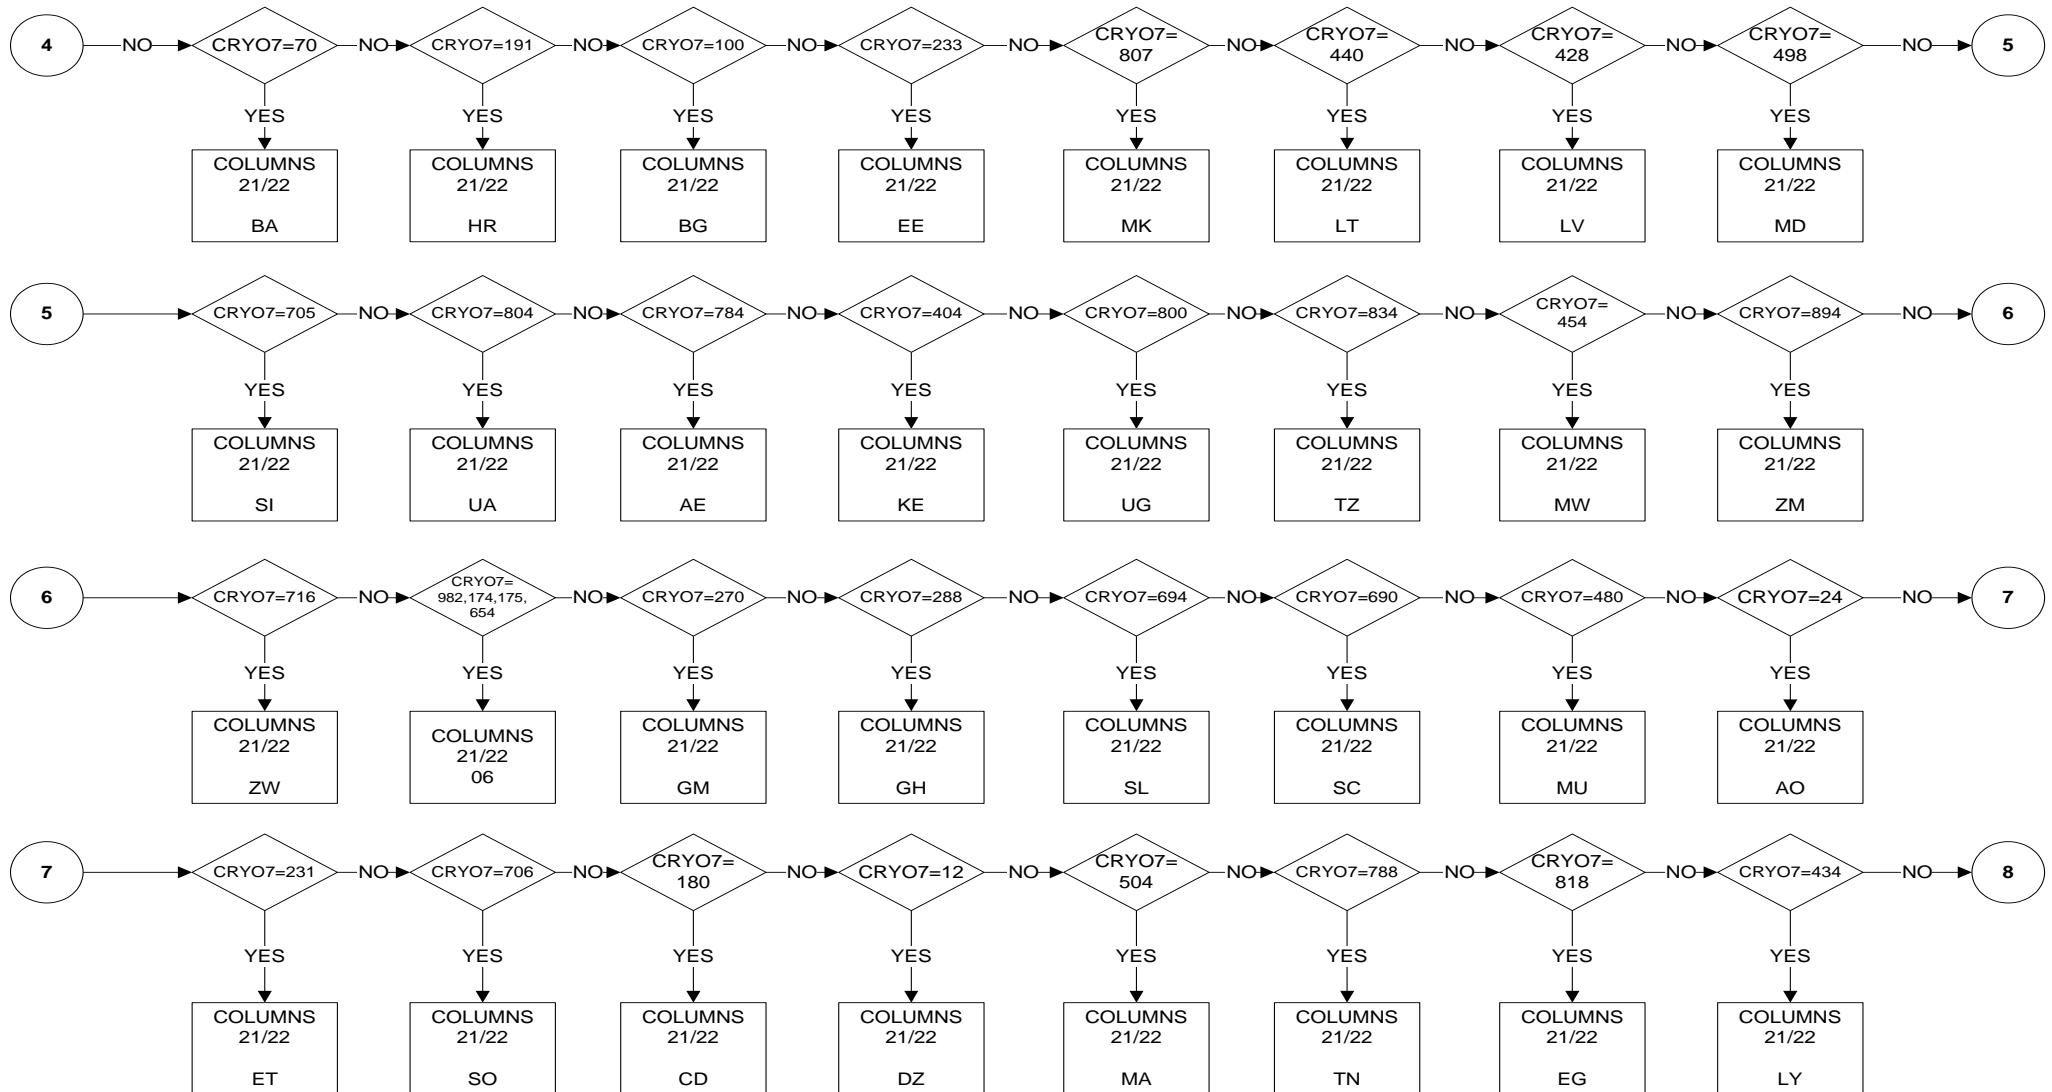 4
NO
CRYO7=70
NO
CRYO7=191
NO
CRYO7=100
NO
CRYO7=233
NO
CRYO7=
807
NO
CRYO7=
440
NO
CRYO7=
428
NO
CRYO7=
498
NO
5
YES
YES
YES
YES
YES
YES
YES
YES
COLUMNS
21/22
BA
COLUMNS
21/22
HR
COLUMNS
21/22
BG
COLUMNS
21/22
EE
COLUMNS
21/22
MK
COLUMNS
21/22
LT
COLUMNS
21/22
LV
COLUMNS
21/22
MD
5
CRYO7=705
NO
CRYO7=804
NO
CRYO7=784
NO
CRYO7=404
NO
CRYO7=800
NO
CRYO7=834
NO
CRYO7=
454
NO
CRYO7=894
NO
6
YES
YES
YES
YES
YES
YES
YES
YES
COLUMNS
21/22
SI
COLUMNS
21/22
UA
COLUMNS
21/22
AE
COLUMNS
21/22
KE
COLUMNS
21/22
UG
COLUMNS
21/22
TZ
COLUMNS
21/22
MW
COLUMNS
21/22
ZM
6
CRYO7=716
NO
CRYO7=
982,174,175,
654
NO
CRYO7=270
NO
CRYO7=288
NO
CRYO7=694
NO
CRYO7=690
NO
CRYO7=480
NO
CRYO7=24
NO
7
YES
YES
YES
YES
YES
YES
YES
YES
COLUMNS
21/22
ZW
COLUMNS
21/22
06
COLUMNS
21/22
GM
COLUMNS
21/22
GH
COLUMNS
21/22
SL
COLUMNS
21/22
SC
COLUMNS
21/22
MU
COLUMNS
21/22
AO
7
CRYO7=231
NO
CRYO7=706
NO
CRYO7=
180
NO
CRYO7=12
NO
CRYO7=
504
NO
CRYO7=788
NO
CRYO7=
818
NO
CRYO7=434
NO
8
YES
YES
YES
YES
YES
YES
YES
YES
COLUMNS
21/22
ET
COLUMNS
21/22
SO
COLUMNS
21/22
CD
COLUMNS
21/22
DZ
COLUMNS
21/22
MA
COLUMNS
21/22
TN
COLUMNS
21/22
EG
COLUMNS
21/22
LY